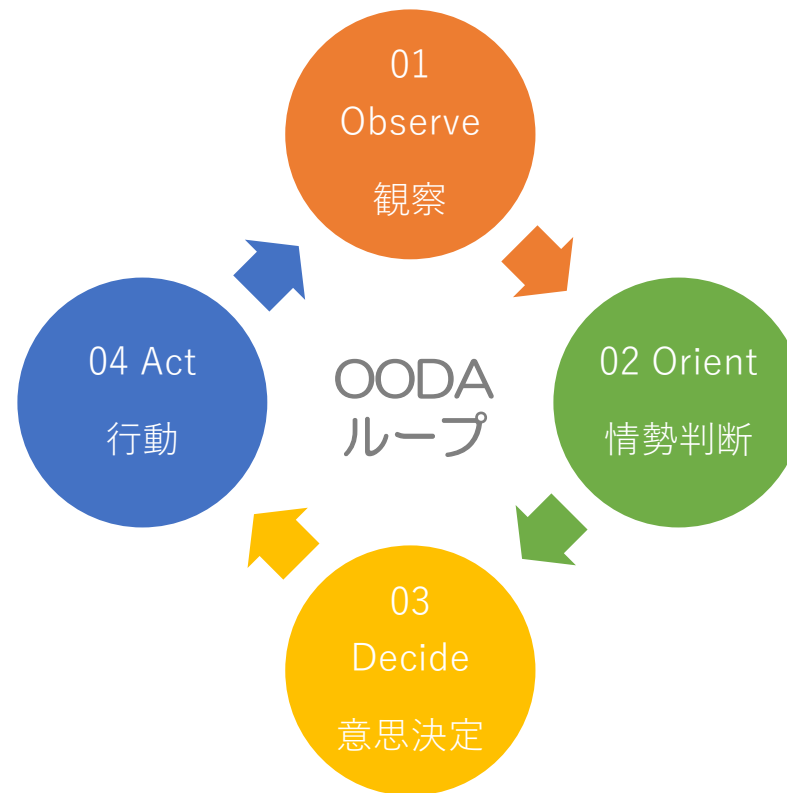 01
Observe
観察
02 Orient
情勢判断
03
Decide
意思決定
04 Act
行動
OODA
ループ